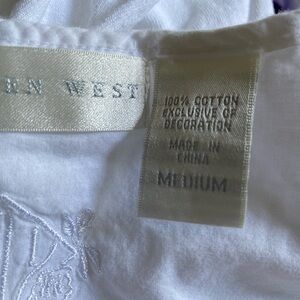 EN WEST
100% COTTON
EXCLUSIVE OF
DECORATION
MADE IN
CHINA
MEDIUM